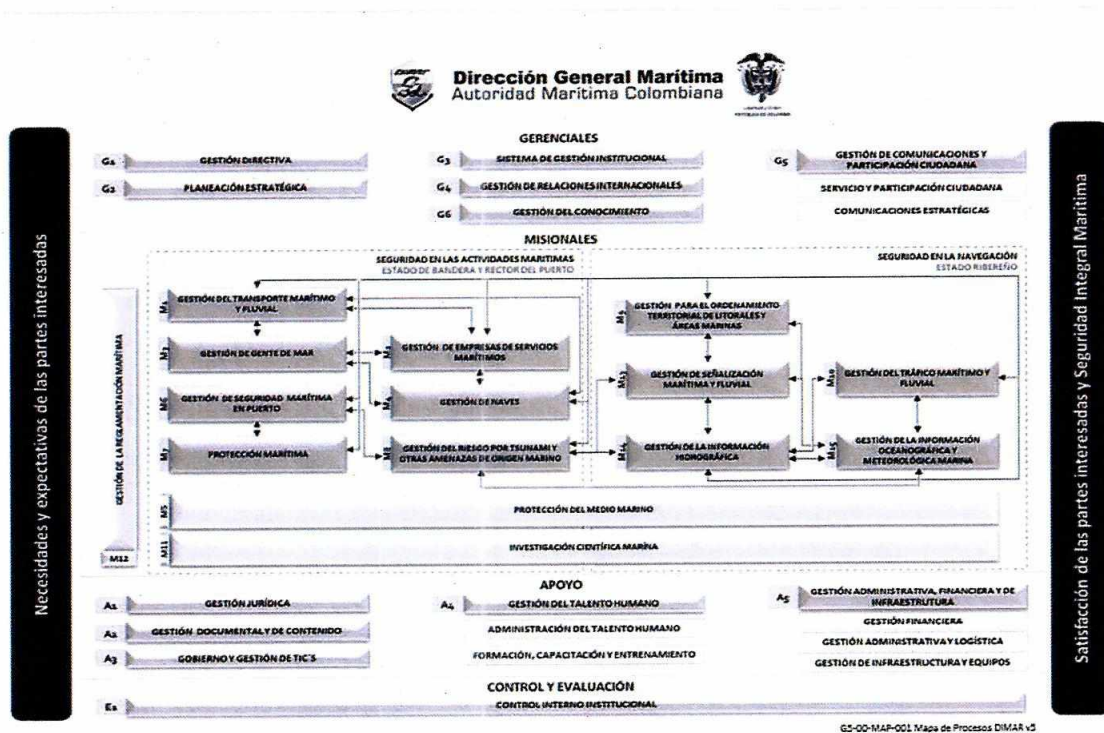 DIMAR
Dirección General Marítima
Autoridad Marítima Colombiana
Necesidades y expectativas de las partes interesadas
GERENCIALES
G1 GESTIÓN DIRECTIVA
G2 PLANEACIÓN ESTRATÉGICA
G3 SISTEMA DE GESTIÓN INSTITUCIONAL
G4 GESTIÓN DE RELACIONES INTERNACIONALES
G6 GESTIÓN DEL CONOCIMIENTO
G5 GESTIÓN DE COMUNICACIONES Y
PARTICIPACIÓN CIUDADANA
SERVICIO Y PARTICIPACIÓN CIUDADANA
COMUNICACIONES ESTRATÉGICAS
MISIONALES
SEGURIDAD EN LAS ACTIVIDADES MARITIMAS
ESTADO DE BANDERA Y RECTOR DEL PUERTO
SEGURIDAD EN LA NAVEGACIÓN
ESTADO RIBEREÑO
GESTIÓN DE LA REGLAMENTACIÓN MARÍTIMA
M12
M1 GESTIÓN DEL TRANSPORTE MARÍTIMO
Y FLUVIAL
M3 GESTIÓN DE GENTE DE MAR
M6 GESTIÓN DE SEGURIDAD MARÍTIMA
EN PUERTO
M7 PROTECCIÓN MARÍTIMA
M2 GESTIÓN DE EMPRESAS DE SERVICIOS
MARÍTIMOS
M4 GESTIÓN DE NAVES
M8 GESTIÓN DEL RIESGO POR TSUNAMI Y
OTRAS AMENAZAS DE ORIGEN MARINO
M9 GESTIÓN PARA EL ORDENAMIENTO
TERRITORIAL DE LITORALES Y
ÁREAS MARINAS
M13 GESTIÓN DE SEÑALIZACIÓN
MARÍTIMA Y FLUVIAL
M14 GESTIÓN DE LA INFORMACIÓN
HIDROGRÁFICA
M10 GESTIÓN DEL TRÁFICO MARÍTIMO Y
FLUVIAL
M15 GESTIÓN DE LA INFORMACIÓN
OCEANOGRÁFICA Y
METEOROLÓGICA MARINA
M5 PROTECCIÓN DEL MEDIO MARINO
M11 INVESTIGACIÓN CIENTÍFICA MARINA
APOYO
A1 GESTIÓN JURÍDICA
A2 GESTIÓN DOCUMENTAL Y DE CONTENIDO
A3 GOBIERNO Y GESTIÓN DE TIC´S
A4 GESTIÓN DEL TALENTO HUMANO
ADMINISTRACIÓN DEL TALENTO HUMANO
FORMACIÓN, CAPACITACIÓN Y ENTRENAMIENTO
A5 GESTIÓN ADMINISTRATIVA, FINANCIERA Y DE
INFRAESTRUTURA
GESTIÓN FINANCIERA
GESTIÓN ADMINISTRATIVA Y LOGÍSTICA
GESTIÓN DE INFRAESTRUCTURA Y EQUIPOS
CONTROL Y EVALUACIÓN
E1 CONTROL INTERNO INSTITUCIONAL
Satisfacción de las partes interesadas y Seguridad Integral Marítima
G5-00-MAP-001 Mapa de Procesos DIMAR v5